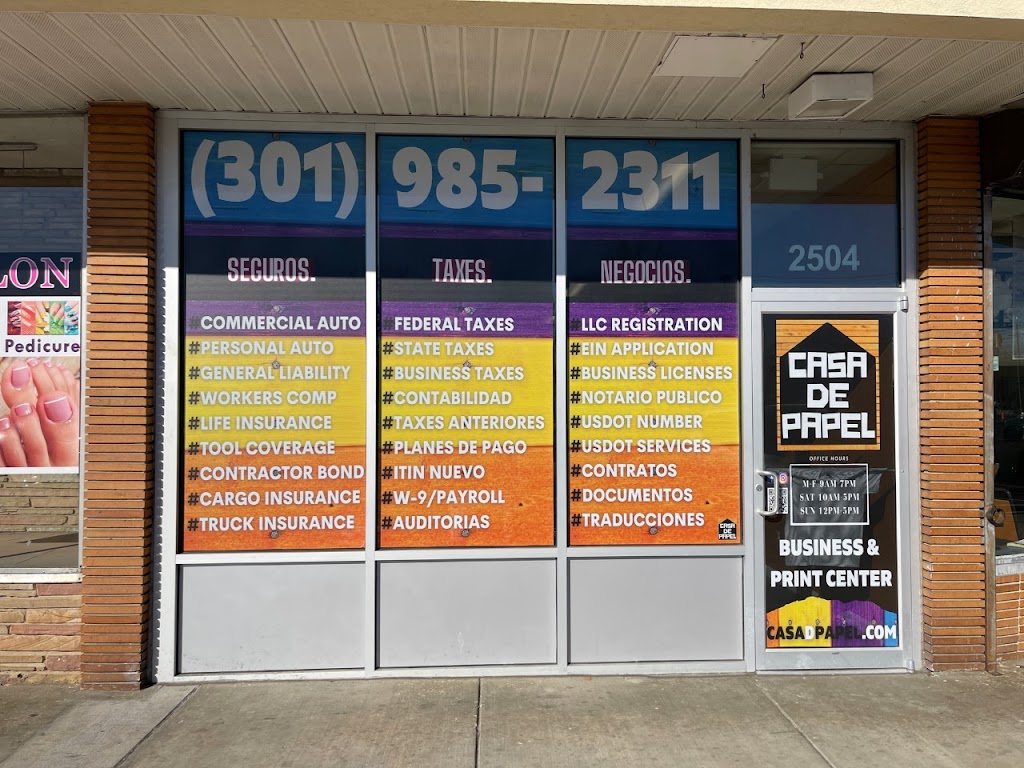 LON
Pedicure
(301) 985-2311
SEGUROS.
#COMMERCIAL AUTO
#PERSONAL AUTO
#GENERAL LIABILITY
#WORKERS COMP
#LIFE INSURANCE
#TOOL COVERAGE
#CONTRACTOR BOND
#CARGO INSURANCE
#TRUCK INSURANCE
TAXES.
#FEDERAL TAXES
#STATE TAXES
#BUSINESS TAXES
#CONTABILIDAD
#TAXES ANTERIORES
#PLANES DE PAGO
#ITIN NUEVO
#W-9/PAYROLL
#AUDITORIAS
NEGOCIOS.
#LLC REGISTRATION
#EIN APPLICATION
#BUSINESS LICENSES
#NOTARIO PUBLICO
#USDOT NUMBER
#USDOT SERVICES
#CONTRATOS
#DOCUMENTOS
#TRADUCCIONES
CASA
DE
PAPEL
2504
CASA
DE
PAPEL
OFFICE HOURS
M-F 9AM-7PM
SAT 10AM-5PM
SUN 12PM-5PM
BUSINESS &
PRINT CENTER
CASADPAPEL.COM